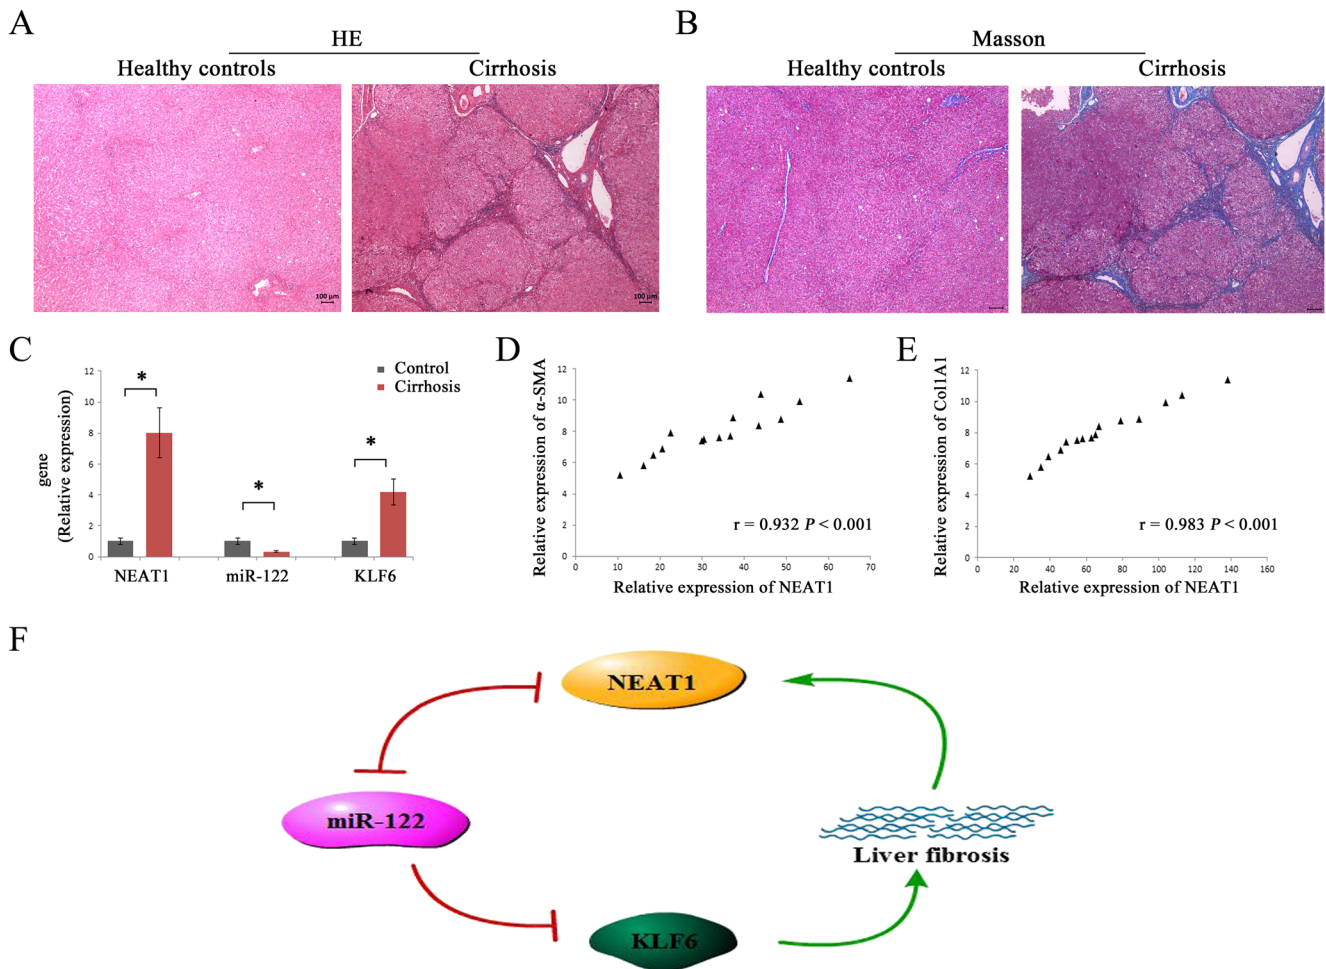 A
HE
Healthy controls
Cirrhosis
100 μm
100 μm
B
Masson
Healthy controls
Cirrhosis
C
gene
(Relative expression)
12
10
8
6
4
2
0
*
*
*
Control
Cirrhosis
NEAT1
miR-122
KLF6
D
Relative expression of α-SMA
12
10
8
6
4
2
0
r = 0.932 P < 0.001
0 10 20 30 40 50 60 70
Relative expression of NEAT1
E
Relative expression of Col1A1
12
10
8
6
4
2
0
r = 0.983 P < 0.001
0 20 40 60 80 100 120 140 160
Relative expression of NEAT1
F
NEAT1
miR-122
Liver fibrosis
KLF6